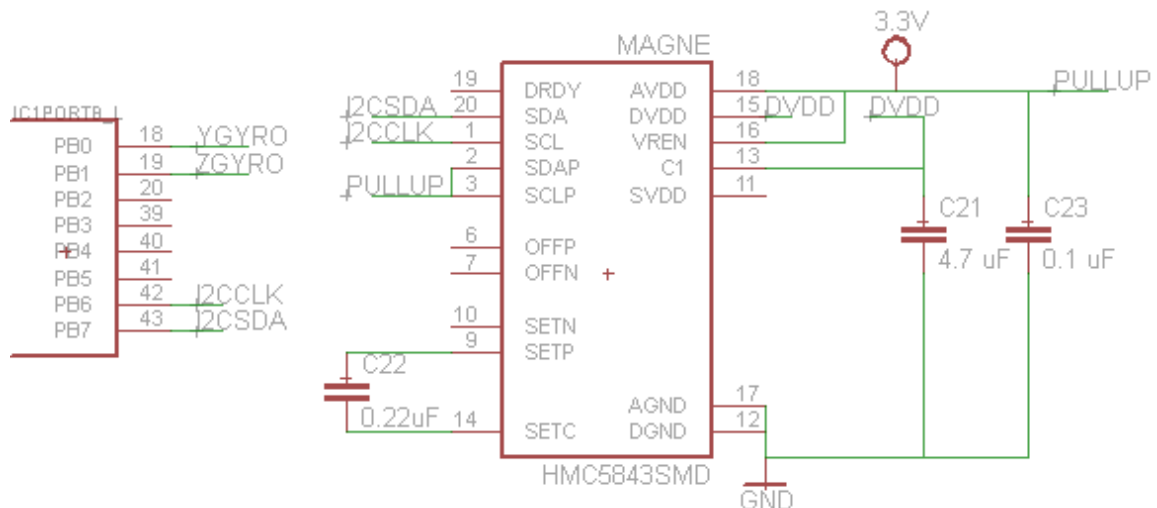 3.3V
MAGNE
IC1PORTB_I
PB0 18 YGYRO
PB1 19 ZGYRO
PB2 20
PB3 39
PB4 40
PB5 41
PB6 42 I2CCLK
PB7 43 I2CSDA
19 DRDY AVDD 18 PULLUP
I2CSDA 20 SDA DVDD 15 DVDD DVDD
I2CCLK 1 SCL VREN 16
2 SDAP C1 13
PULLUP 3 SCLP SVDD 11
C21 C23
4.7 uF 0.1 uF
6 OFFP
7 OFFN
10 SETN
9 SETP
C22
0.22uF
14 SETC
AGND 17
DGND 12
HMC5843SMD
GND